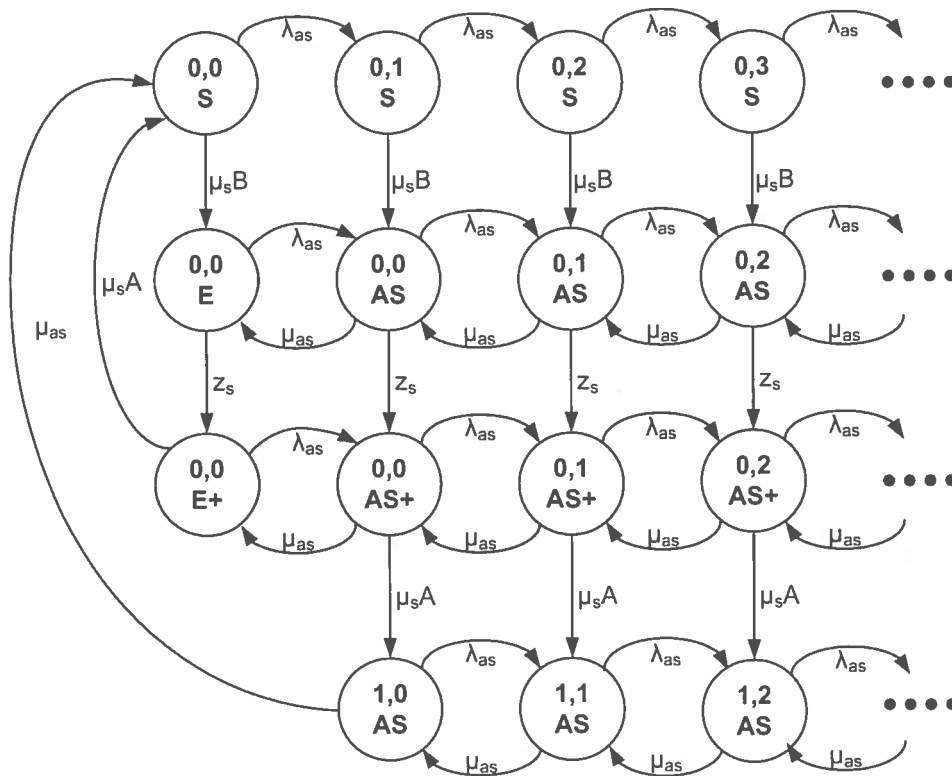 λas λas λas λas
0,0 0,1 0,2 0,3
S S S S
μsB μsB μsB μsB
λas λas λas λas
0,0 0,0 0,1 0,2
E AS AS AS
μsA
μas
μas μas μas μas
zs zs zs zs
λas λas λas λas
0,0 0,0 0,1 0,2
E+ AS+ AS+ AS+
μas μas μas μas
μsA μsA μsA
λas λas λas
1,0 1,1 1,2
AS AS AS
μas μas μas